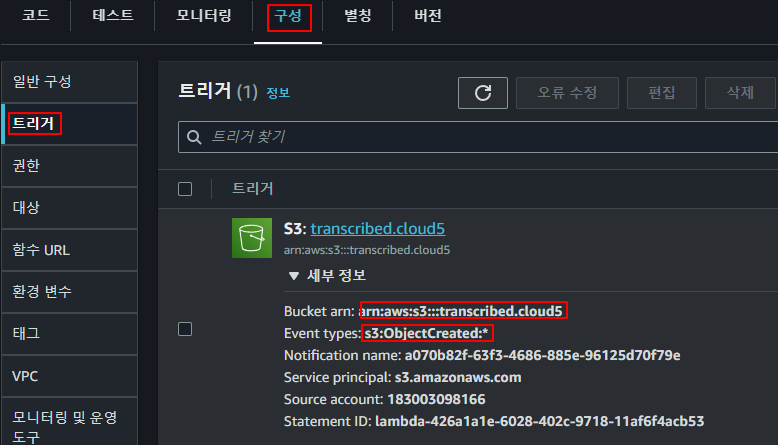 코드 테스트 모니터링 구성 별칭 버전
일반 구성
트리거
권한
대상
함수 URL
환경 변수
태그
VPC
모니터링 및 운영
도구
트리거 (1) 정보
오류 수정 편집 삭제
트리거 찾기
트리거
S3: transcribed.cloud5
arn:aws:s3:::transcribed.cloud5
▼ 세부 정보
Bucket arn: arn:aws:s3:::transcribed.cloud5
Event types: s3:ObjectCreated:*
Notification name: a070b82f-63f3-4686-885e-96125d70f79e
Service principal: s3.amazonaws.com
Source account: 183003098166
Statement ID: lambda-426a1a1e-6028-402c-9718-11af6f4acb53